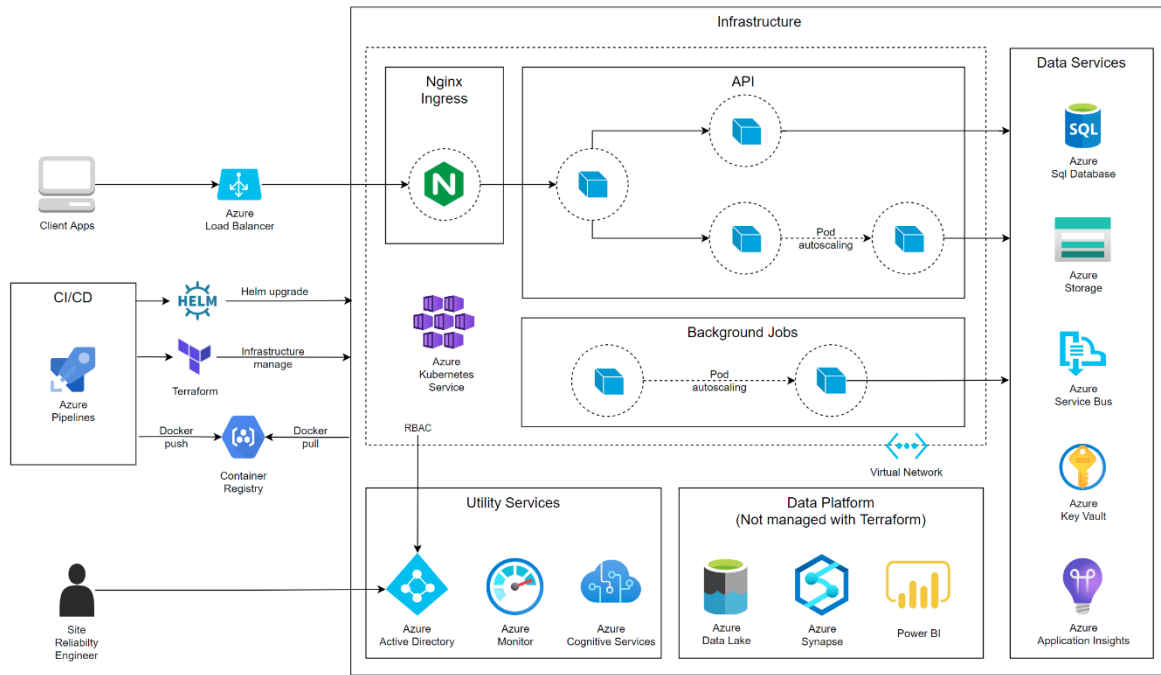 Infrastructure
Nginx
Ingress
API
Data Services
SQL
Azure
Sql Database
Client Apps
Azure
Load Balancer
Pod
autoscaling
Azure
Storage
CI/CD
HELM
Helm upgrade
Azure
Pipelines
Terraform
Infrastructure
manage
Azure
Kubernetes
Service
Background Jobs
Pod
autoscaling
Azure
Service Bus
Docker
push
Docker
pull
Container
Registry
RBAC
Virtual Network
Azure
Key Vault
Utility Services
Data Platform
(Not managed with Terraform)
Site
Reliabilty
Engineer
Azure
Active Directory
Azure
Monitor
Azure
Cognitive Services
Azure
Data Lake
Azure
Synapse
Power BI
Azure
Application Insights